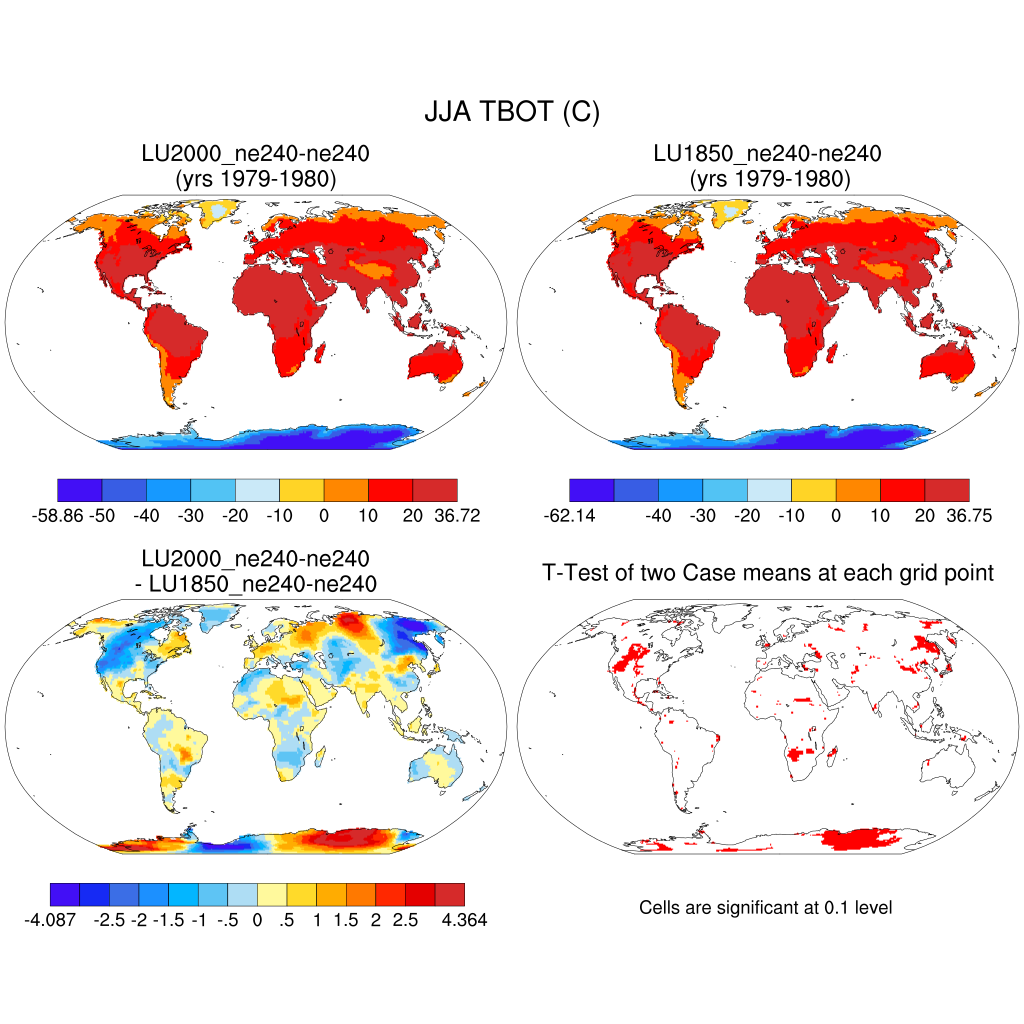 JJA TBOT (C)
LU2000_ne240-ne240
(yrs 1979-1980)
LU1850_ne240-ne240
(yrs 1979-1980)
-58.86 -50 -40 -30 -20 -10 0 10 20 36.72
-62.14 -40 -30 -20 -10 0 10 20 36.75
LU2000_ne240-ne240
- LU1850_ne240-ne240
T-Test of two Case means at each grid point
-4.087 -2.5 -2 -1.5 -1 -.5 0 .5 1 1.5 2 2.5 4.364
Cells are significant at 0.1 level